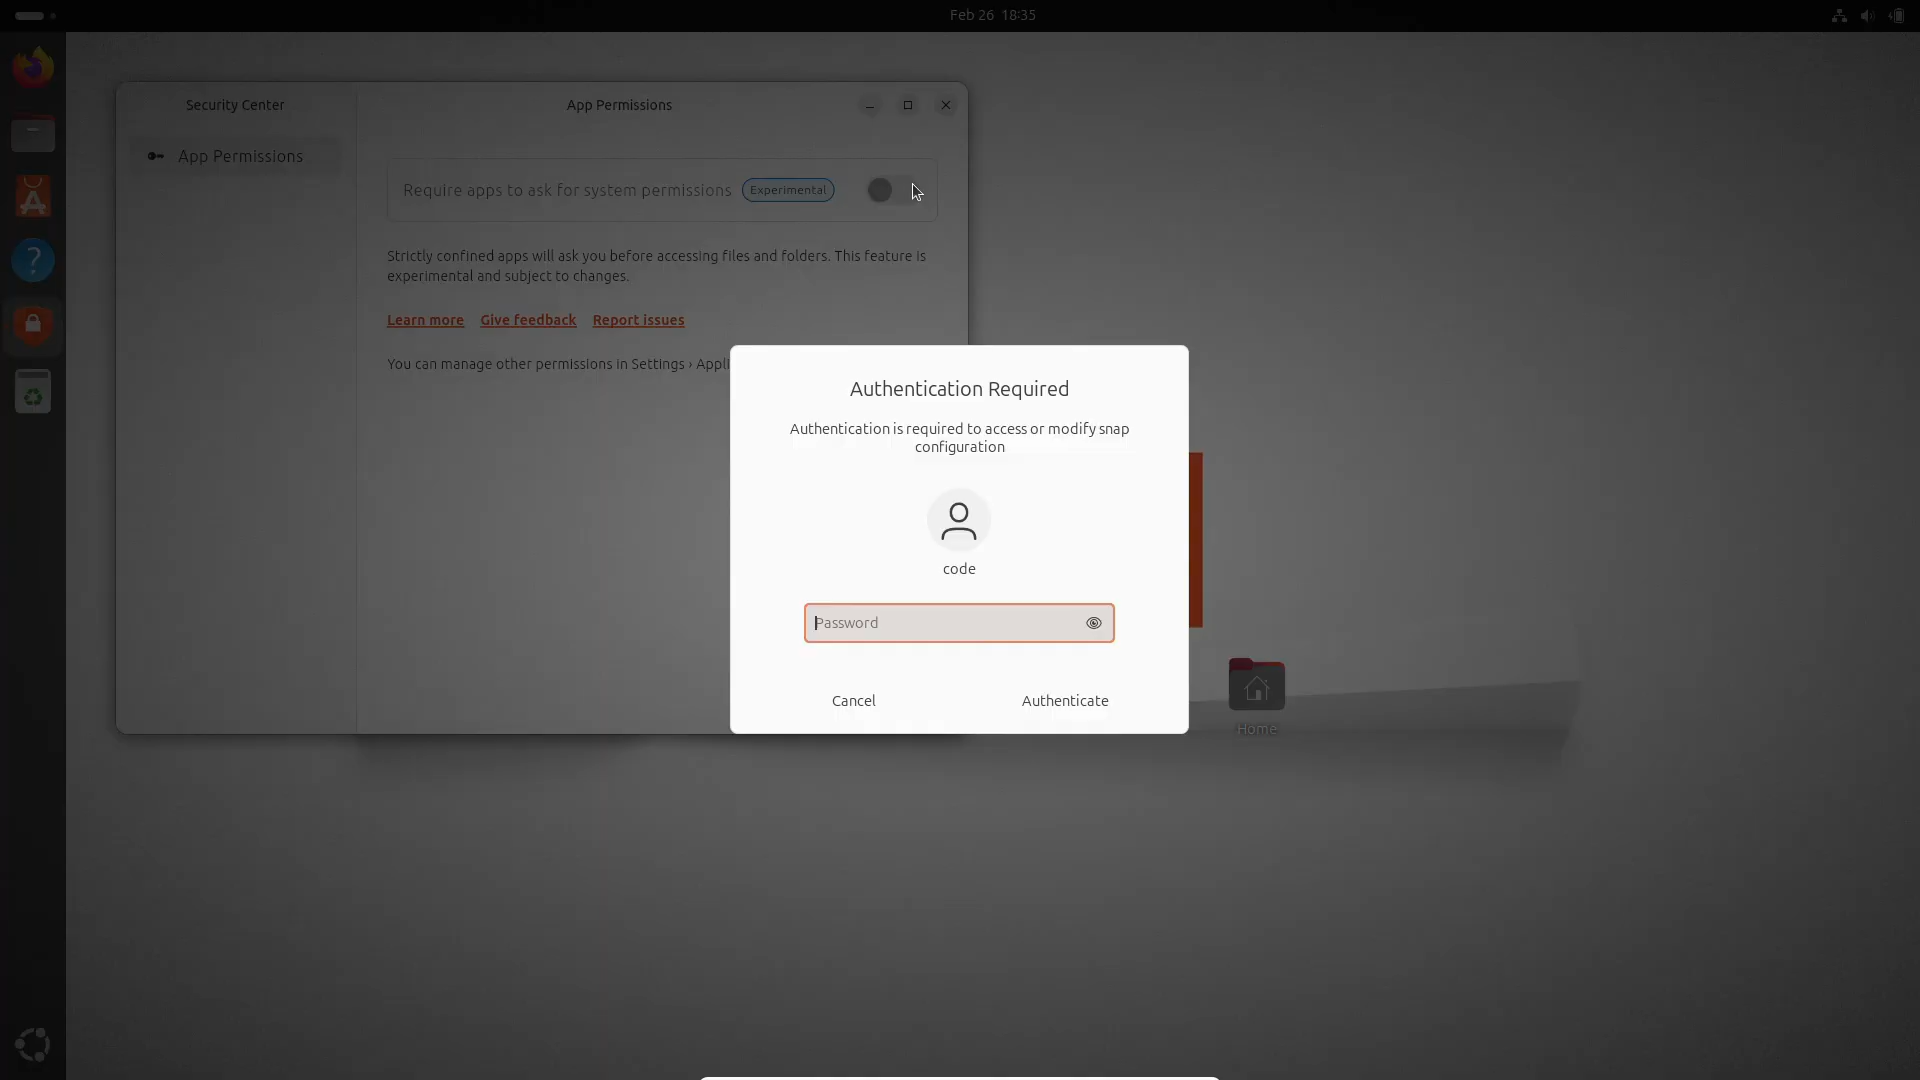 Feb 26 18:35
Security Center
App Permissions
App Permissions
Require apps to ask for system permissions
Experimental
Strictly confined apps will ask you before accessing files and folders. This feature is
experimental and subject to changes.
Learn more Give feedback Report issues
You can manage other permissions in Settings › Appli
Authentication Required
Authentication is required to access or modify snap
configuration
code
Password
Cancel
Authenticate
Home